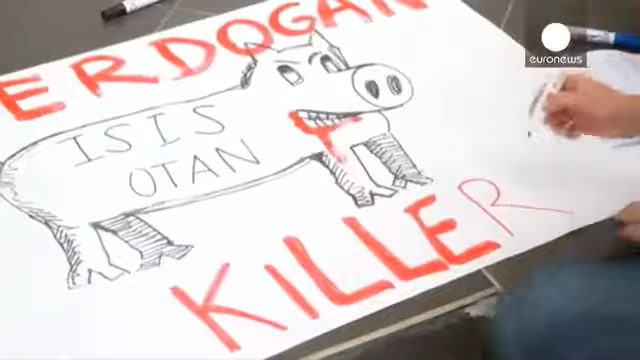 ERDOGAN
ISIS
OTAN
KILLER
euronews